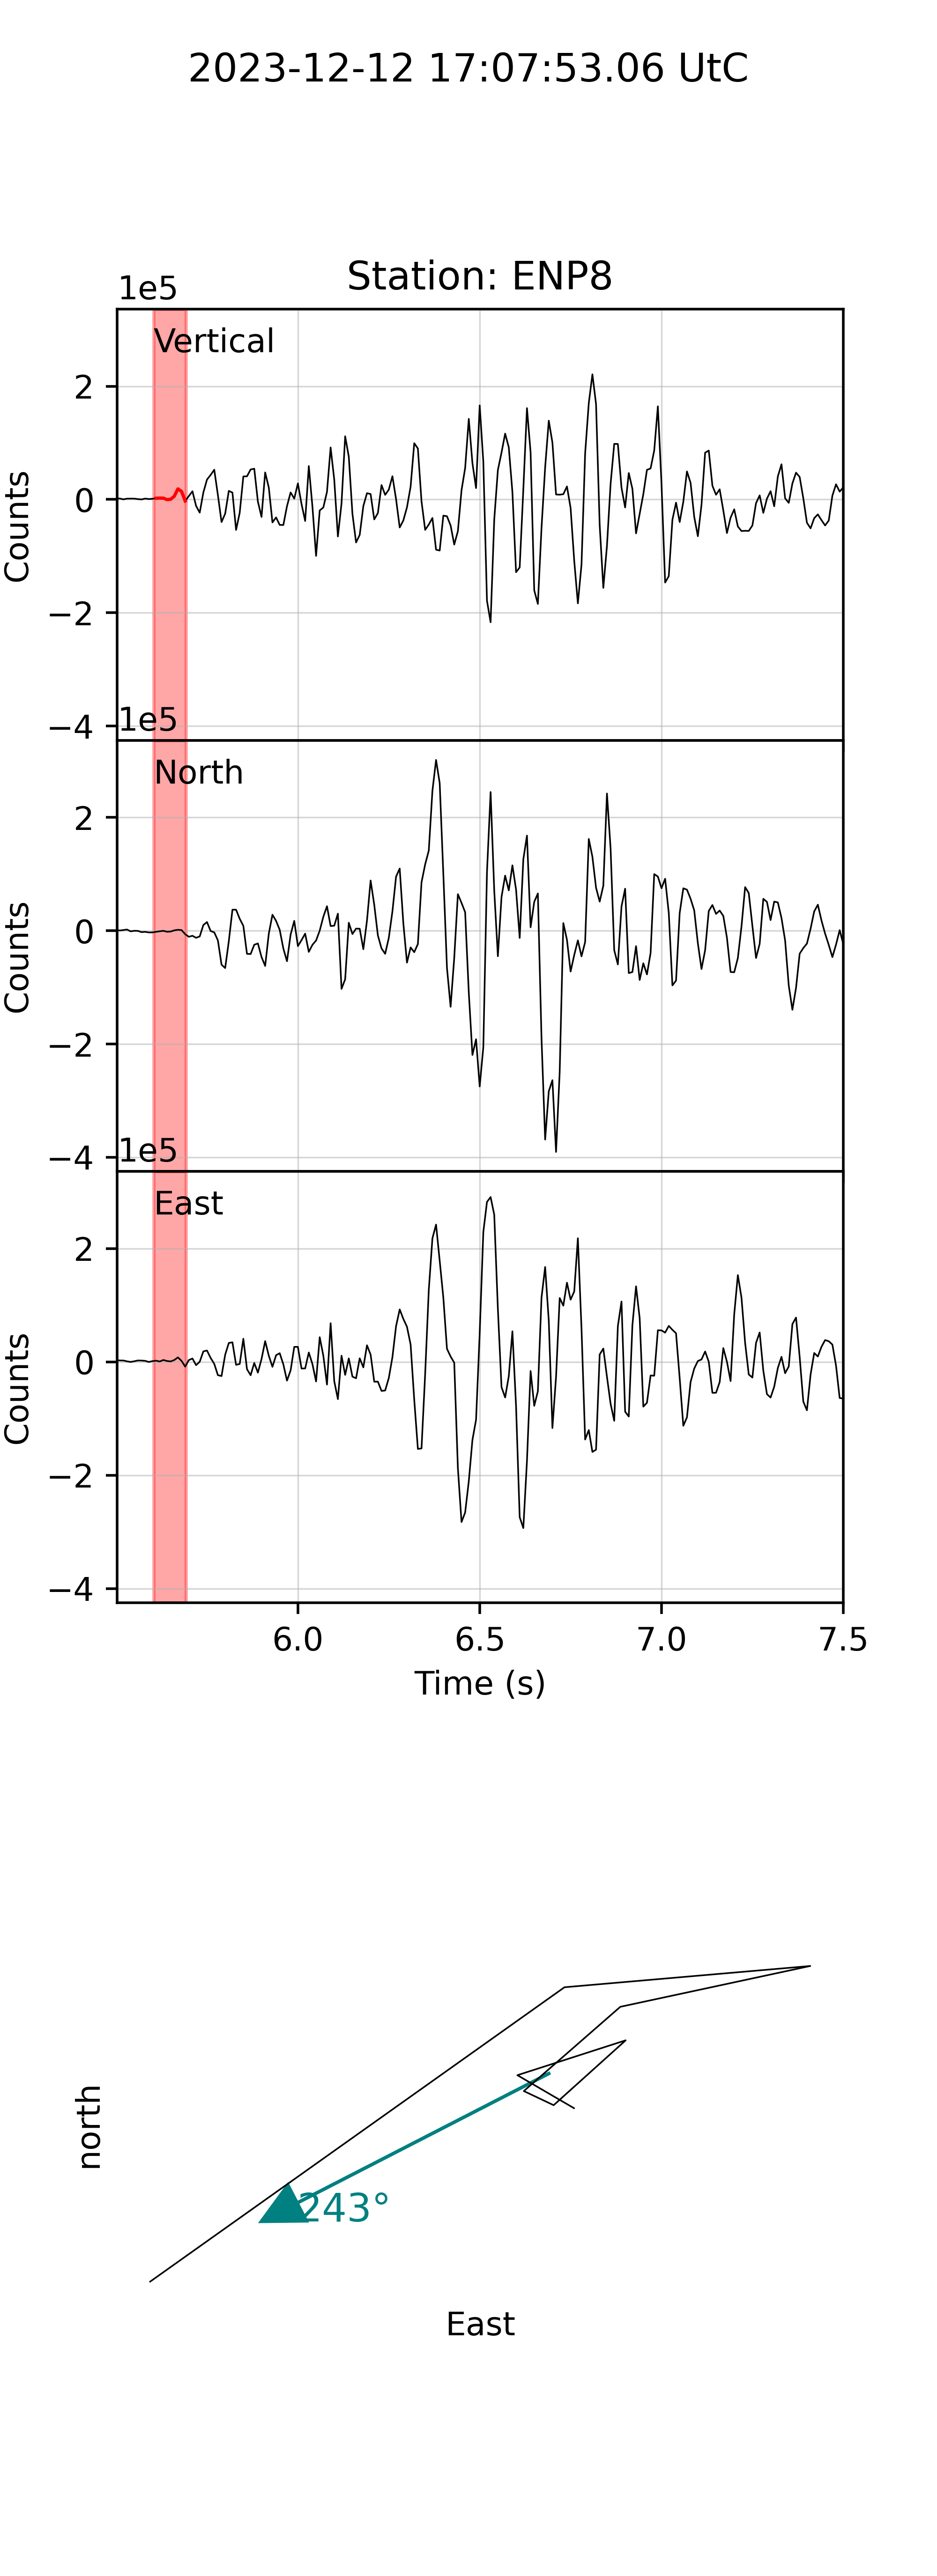 2023-12-12 17:07:53.06 UtC
Station: ENP8
1e5
Vertical
2
0
−2
−4
Counts
1e5
North
2
0
−2
−4
Counts
1e5
East
2
0
−2
−4
Counts
6.0 6.5 7.0 7.5
Time (s)
north
243°
East